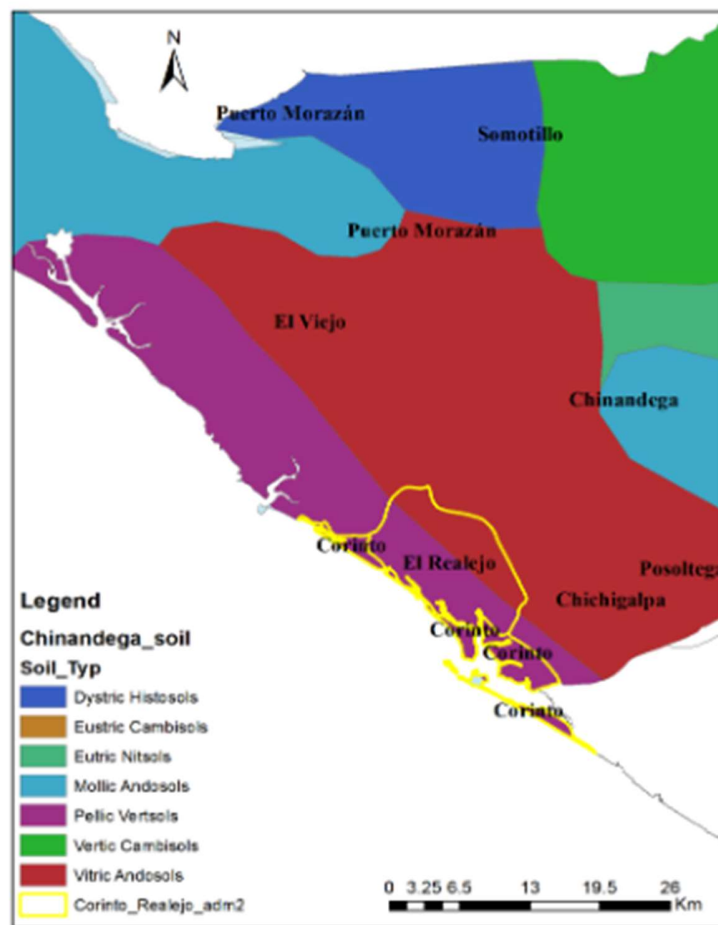 N
Puerto Morazán
Somotillo
Puerto Morazán
El Viejo
Chinandega
Corinto
El Realejo
Posoltega
Chichigalpa
Corinto
Corinto
Corinto
Legend
Chinandega_soil
Soil_Typ
Dystric Histosols
Eustric Cambisols
Eutric Nitsols
Mollic Andosols
Pellic Vertsols
Vertic Cambisols
Vitric Andosols
Corinto_Realejo_adm2
0 3.25 6.5 13 19.5 26
Km